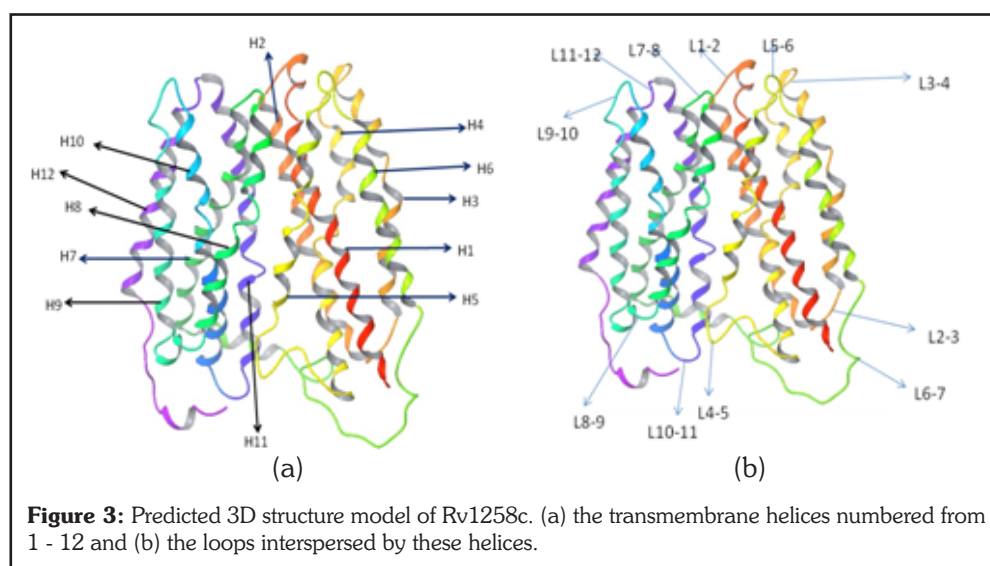 H2
H4
H10
H6
H12
H3
H8
H7
H1
H9
H5
H11
(a)
L11-12
L7-8
L1-2
L5-6
L3-4
L9-10
L2-3
L6-7
L8-9
L4-5
L10-11
(b)
Figure 3: Predicted 3D structure model of Rv1258c. (a) the transmembrane helices numbered from
1 - 12 and (b) the loops interspersed by these helices.